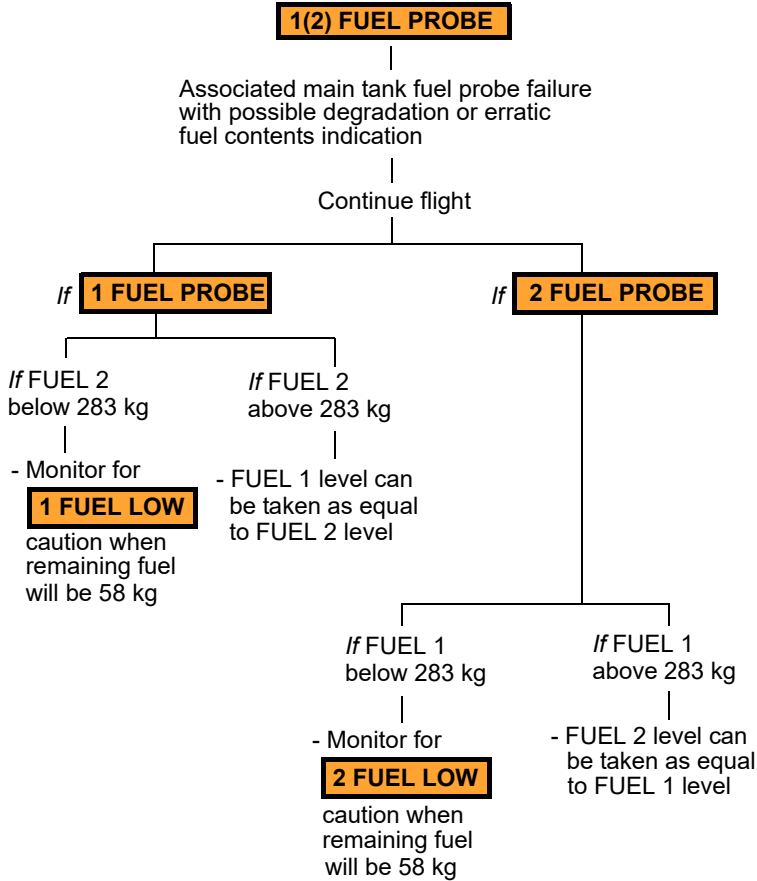 1(2) FUEL PROBE
Associated main tank fuel probe failure
with possible degradation or erratic
fuel contents indication
Continue flight
If 1 FUEL PROBE
If FUEL 2
below 283 kg
- Monitor for
1 FUEL LOW
caution when
remaining fuel
will be 58 kg
If FUEL 2
above 283 kg
- FUEL 1 level can
be taken as equal
to FUEL 2 level
If 2 FUEL PROBE
If FUEL 1
below 283 kg
- Monitor for
2 FUEL LOW
caution when
remaining fuel
will be 58 kg
If FUEL 1
above 283 kg
- FUEL 2 level can
be taken as equal
to FUEL 1 level